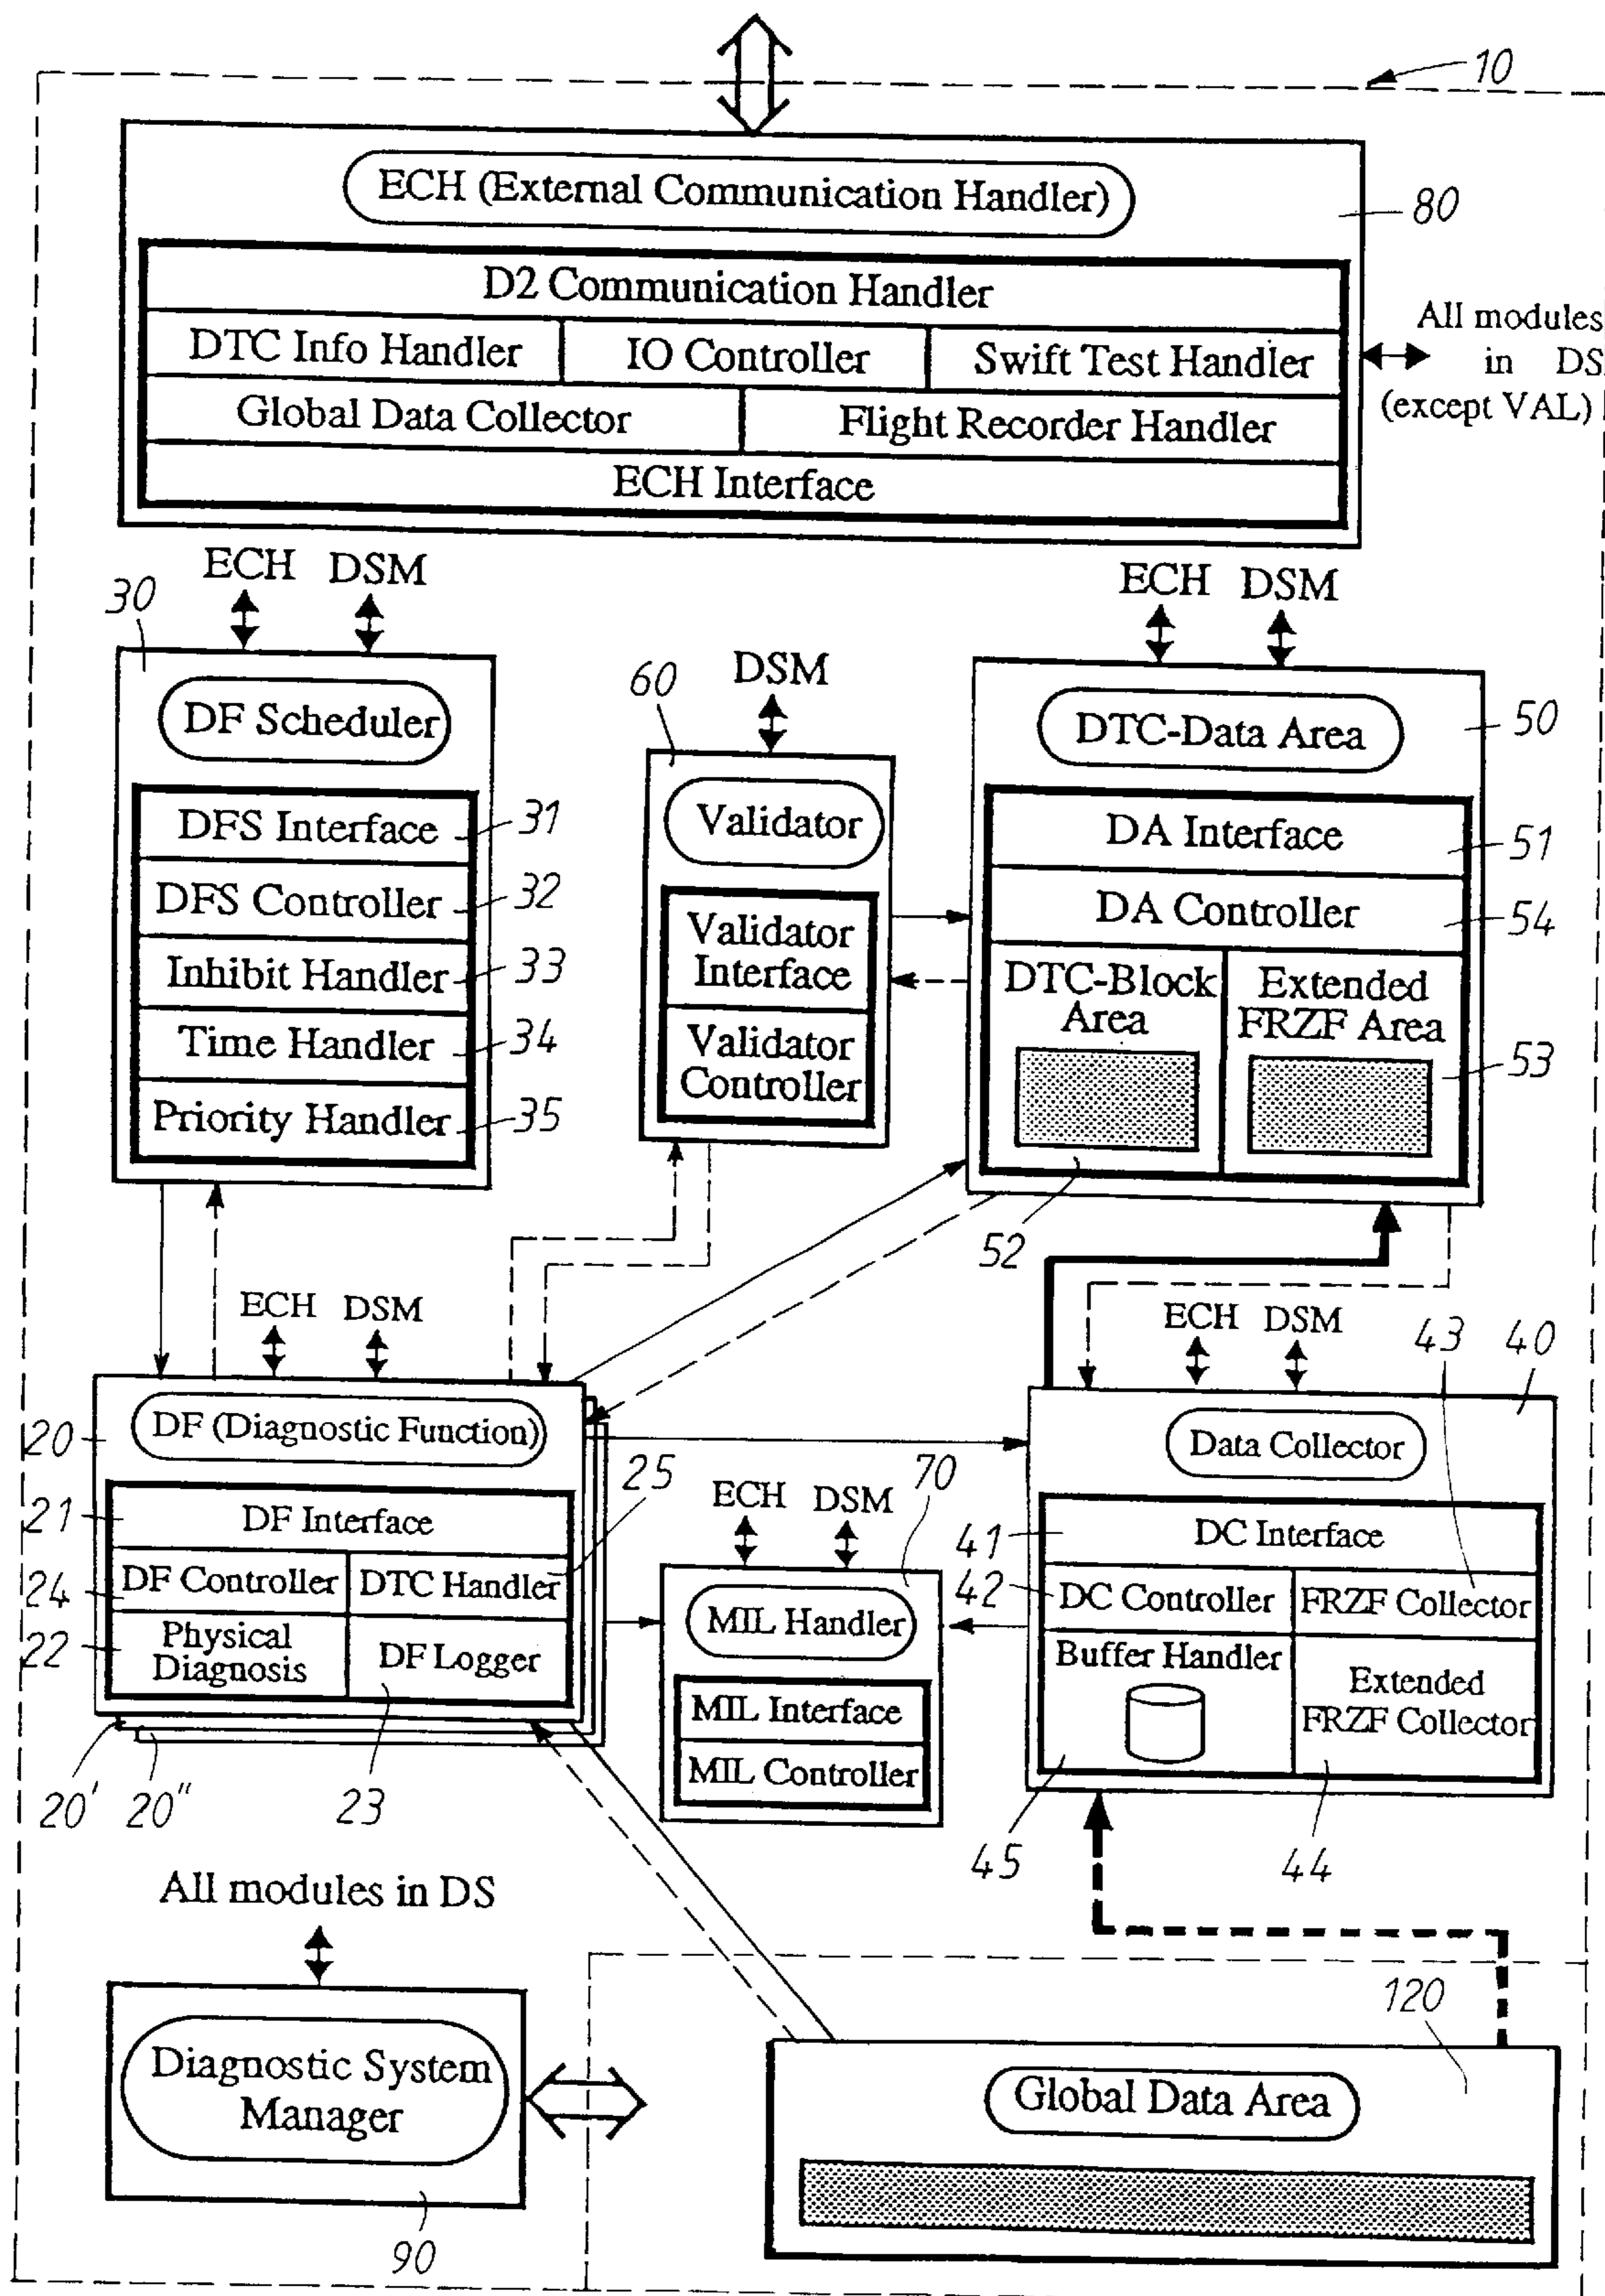 10
ECH (External Communication Handler)
80
D2 Communication Handler
DTC Info Handler
IO Controller
Swift Test Handler
Global Data Collector
Flight Recorder Handler
ECH Interface
All modules
in DS
(except VAL)
ECH DSM
30
DF Scheduler
DFS Interface 31
DFS Controller 32
Inhibit Handler 33
Time Handler 34
Priority Handler 35
DSM
60
Validator
Validator
Interface
Validator
Controller
ECH DSM
DTC-Data Area
50
DA Interface
51
DA Controller
54
DTC-Block
Area
Extended
FRZF Area
53
52
ECH DSM
20
DF (Diagnostic Function)
21
DF Interface
25
24
DF Controller
DTC Handler
22
Physical
Diagnosis
DF Logger
20'
20"
23
ECH DSM
70
MIL Handler
MIL Interface
MIL Controller
ECH DSM
43
40
Data Collector
41
DC Interface
42
DC Controller
FRZF Collector
Buffer Handler
Extended
FRZF Collector
45
44
All modules in DS
Diagnostic System
Manager
90
120
Global Data Area